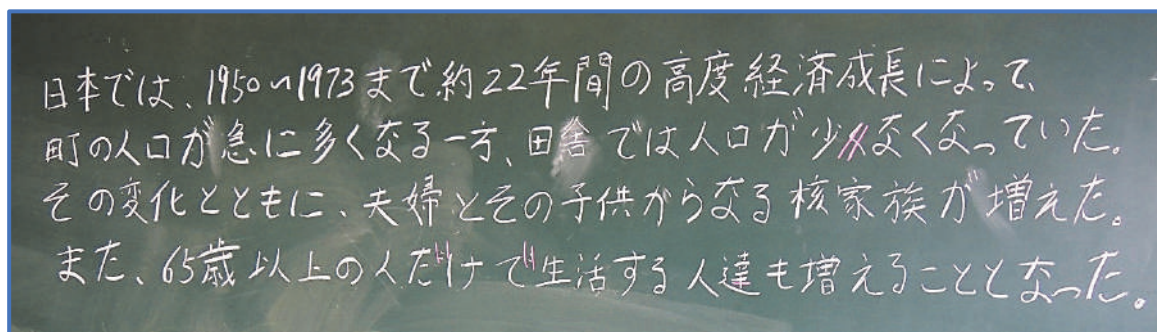 日本では、1950~1973まで約22年間の高度経済成長によって、
町の人口が急に多くなる一方、田舎では人口が少なくなっていた。
その変化とともに、夫婦とその子供からなる核家族が増えた。
また、65歳以上の人だけで生活する人達も増えることとなった。